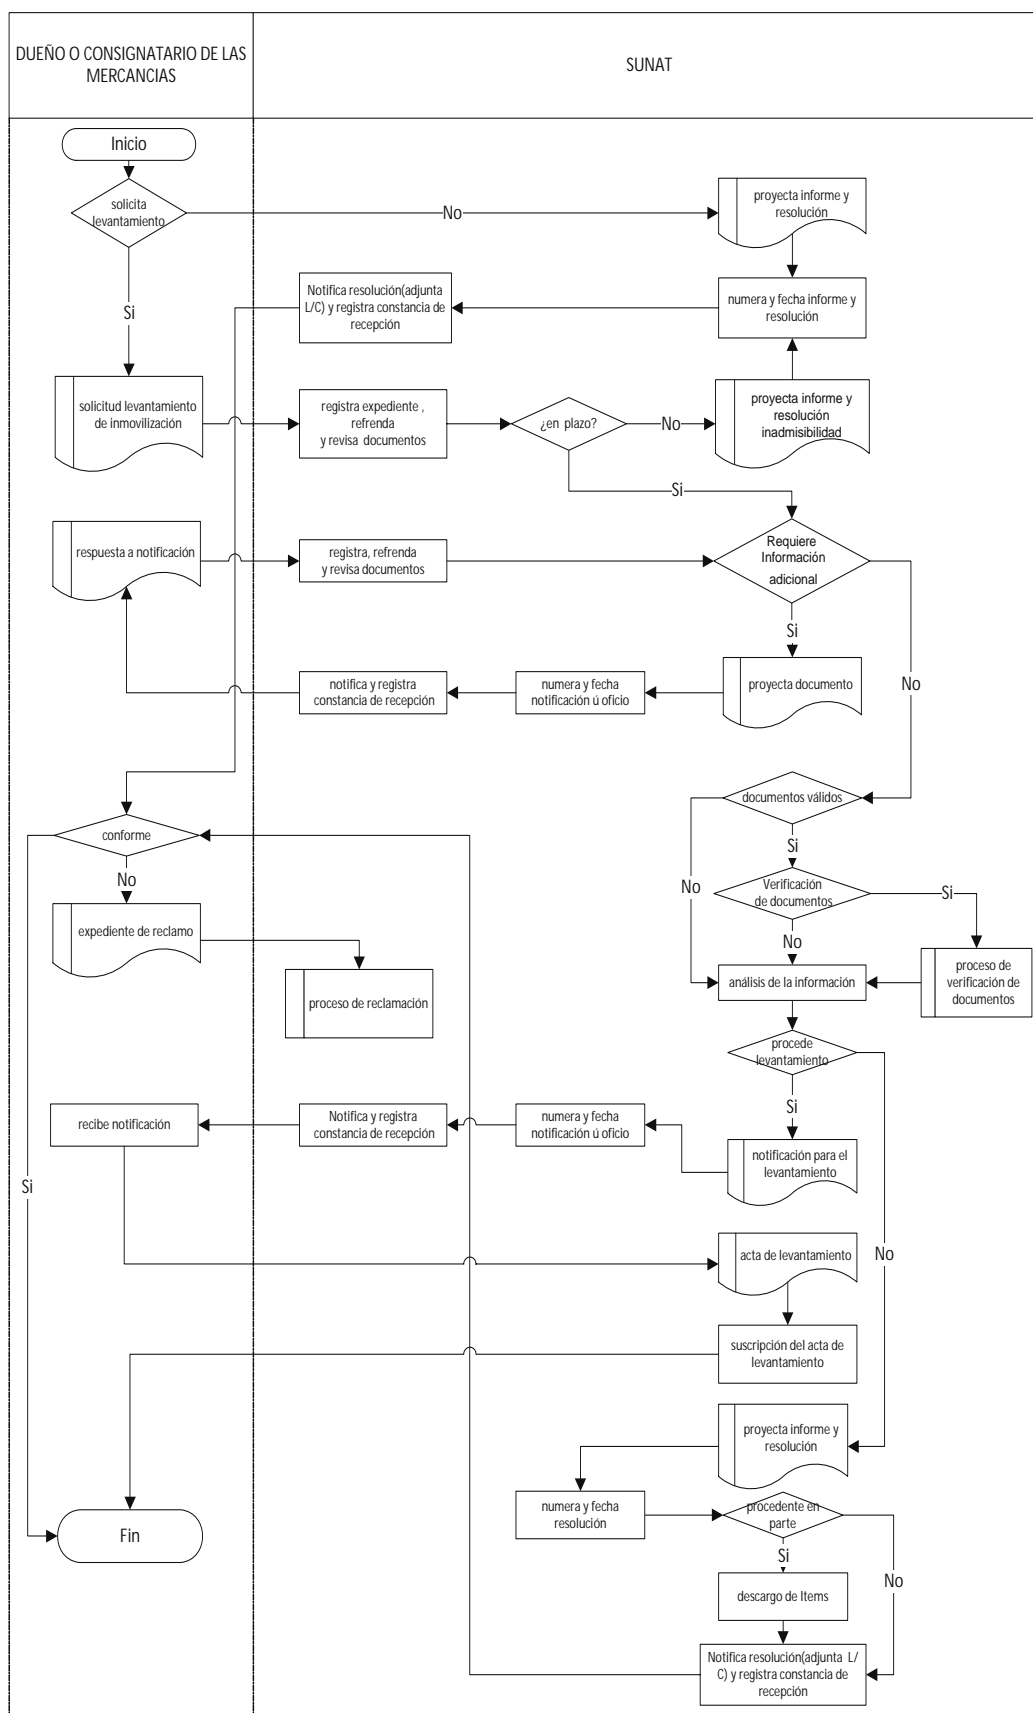 DUEÑO O CONSIGNATARIO DE LAS
MERCANCIAS
SUNAT
Inicio
solicita
levantamiento
No
proyecta informe y
resolución
Si
Notifica resolución(adjunta
L/C) y registra constancia de
recepción
numera y fecha informe y
resolución
solicitud levantamiento
de inmovilización
registra expediente ,
refrenda
y revisa documentos
¿en plazo?
No
proyecta informe y
resolución
inadmisibilidad
Si
respuesta a notificación
registra, refrenda
y revisa documentos
Requiere
Información
adicional
Si
No
notifica y registra
constancia de recepción
numera y fecha
notificación ú oficio
proyecta documento
documentos válidos
conforme
Si
No
No
Verificación
de documentos
Si
expediente de reclamo
No
proceso de reclamación
análisis de la información
proceso de
verificación de
documentos
procede
levantamiento
Si
recibe notificación
Notifica y registra
constancia de recepción
numera y fecha
notificación ú oficio
notificación para el
levantamiento
Si
No
acta de levantamiento
suscripción del acta de
levantamiento
proyecta informe y
resolución
numera y fecha
resolución
procedente en
parte
Fin
Si
No
descargo de Items
Notifica resolución(adjunta L/
C) y registra constancia de
recepción